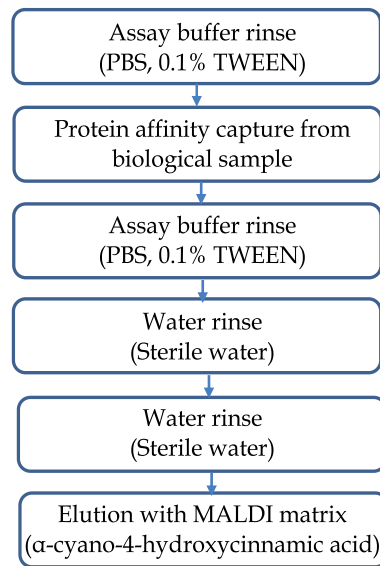 Assay buffer rinse
(PBS, 0.1% TWEEN)
Protein affinity capture from
biological sample
Assay buffer rinse
(PBS, 0.1% TWEEN)
Water rinse
(Sterile water)
Water rinse
(Sterile water)
Elution with MALDI matrix
(α-cyano-4-hydroxycinnamic acid)